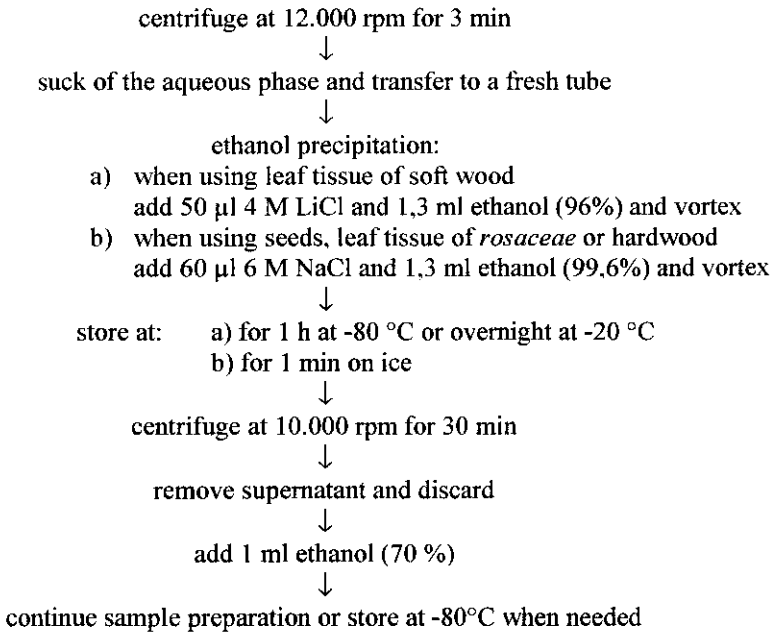 centrifuge at 12.000 rpm for 3 min
↓
suck of the aqueous phase and transfer to a fresh tube
↓
ethanol precipitation:
a) when using leaf tissue of soft wood
add 50 µl 4 M LiCl and 1,3 ml ethanol (96%) and vortex
b) when using seeds, leaf tissue of rosaceae or hardwood
add 60 µl 6 M NaCl and 1,3 ml ethanol (99,6%) and vortex
↓
store at: a) for 1 h at -80 °C or overnight at -20 °C
b) for 1 min on ice
↓
centrifuge at 10.000 rpm for 30 min
↓
remove supernatant and discard
↓
add 1 ml ethanol (70 %)
↓
continue sample preparation or store at -80°C when needed